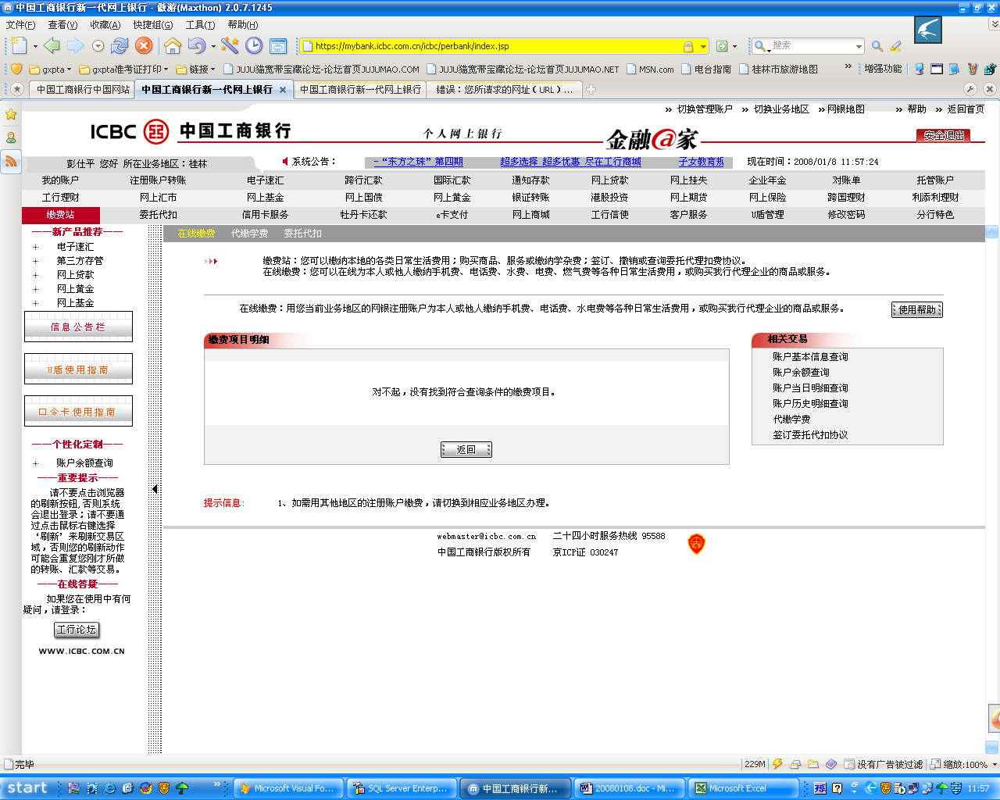 中国工商银行新一代网上银行 - 傲游(Maxthon) 2.0.7.1245
文件(F) 查看(V) 收藏(A) 快捷组(G) 工具(T) 帮助(H)
https://mybank.icbc.com.cn/icbc/perbank/index.jsp 搜索
gxpta gxpta准考证打印 链接 JUJU猫宽带宝藏论坛-论坛首页JUJUMAO.COM JUJU猫宽带宝藏论坛-论坛首页JUJUMAO.NET MSN.com 电台指南 桂林市旅游地图 » 增强功能
中国工商银行中国网站 中国工商银行新一代网上银行 中国工商银行新一代网上银行 错误：您所请求的网址（URL）...
» 切换管理账户 » 切换业务地区 » 网银地图 » 帮助 » 返回首页
ICBC 中国工商银行 个人网上银行 金融@家 安全退出
彭仕平 您好 所在业务地区：桂林 系统公告： -“东方之珠”第四期 超多选择 超多优惠 尽在工行商城 子女教育规 现在时间：2008/01/8 11:57:24
我的账户 注册账户转账 电子速汇 跨行汇款 国际汇款 通知存款 网上贷款 网上挂失 企业年金 对账单 托管账户
工行理财 网上汇市 网上基金 网上国债 网上黄金 银证转账 港股投资 网上期货 网上保险 跨国理财 利添利理财
缴费站 委托代扣 信用卡服务 牡丹卡还款 e卡支付 网上商城 工行信使 客户服务 U盾管理 修改密码 分行特色
在线缴费 代缴学费 委托代扣
——新产品推荐——
电子速汇
第三方存管
网上贷款
网上黄金
网上基金
信息公告栏
U盾使用指南
口令卡使用指南
——个性化定制——
账户余额查询
——重要提示——
请不要点击浏览器
的刷新按钮,否则系统
会退出登录；请不要通
过点击鼠标右键选择
‘刷新’来刷新交易区
域，否则您的刷新动作
可能会重复您刚才所做
的转账、汇款等交易。
——在线答疑——
如果您在使用中有何
疑问，请登录：
工行论坛
WWW.ICBC.COM.CN
缴费站：您可以缴纳本地的各类日常生活费用；购买商品、服务或缴纳学杂费；签订、撤销或查询委托代理扣费协议。
在线缴费：您可以在线为本人或他人缴纳手机费、电话费、水费、电费、燃气费等各种日常生活费用，或购买我行代理企业的商品或服务。
在线缴费：用您当前业务地区的网银注册账户为本人或他人缴纳手机费、电话费、水电费等各种日常生活费用，或购买我行代理企业的商品或服务。 使用帮助
缴费项目明细
对不起，没有找到符合查询条件的缴费项目。
返回
相关交易
账户基本信息查询
账户余额查询
账户当日明细查询
账户历史明细查询
代缴学费
签订委托代扣协议
提示信息: 1、如需用其他地区的注册账户缴费，请切换到相应业务地区办理。
webmaster@icbc.com.cn 二十四小时服务热线 95588
中国工商银行版权所有 京ICP证 030247
完毕 229M 没有广告被过滤 缩放:100%
start » Microsoft Visual Fo... SQL Server Enterp... 中国工商银行新... 20080108.doc - Mi... Microsoft Excel 11:57